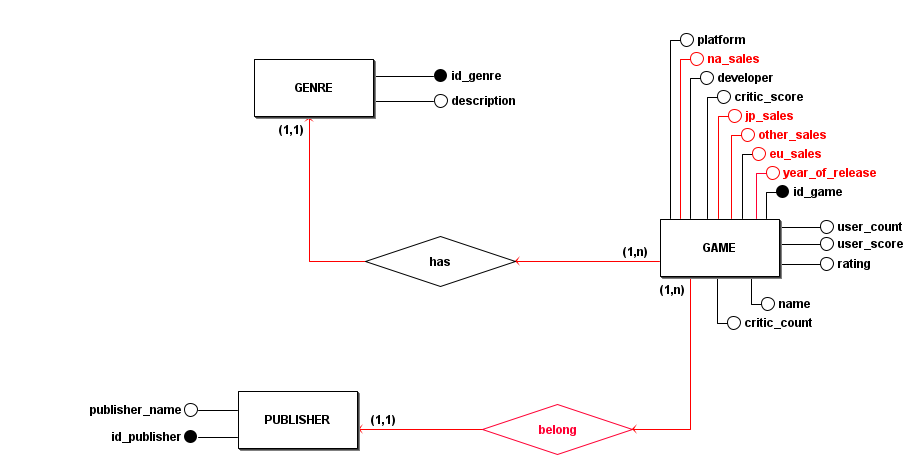 platform
na_sales
developer
critic_score
jp_sales
other_sales
eu_sales
year_of_release
id_game
GENRE
id_genre
description
(1,1)
has
(1,n)
GAME
user_count
user_score
rating
(1,n)
name
critic_count
publisher_name
id_publisher
PUBLISHER
(1,1)
belong